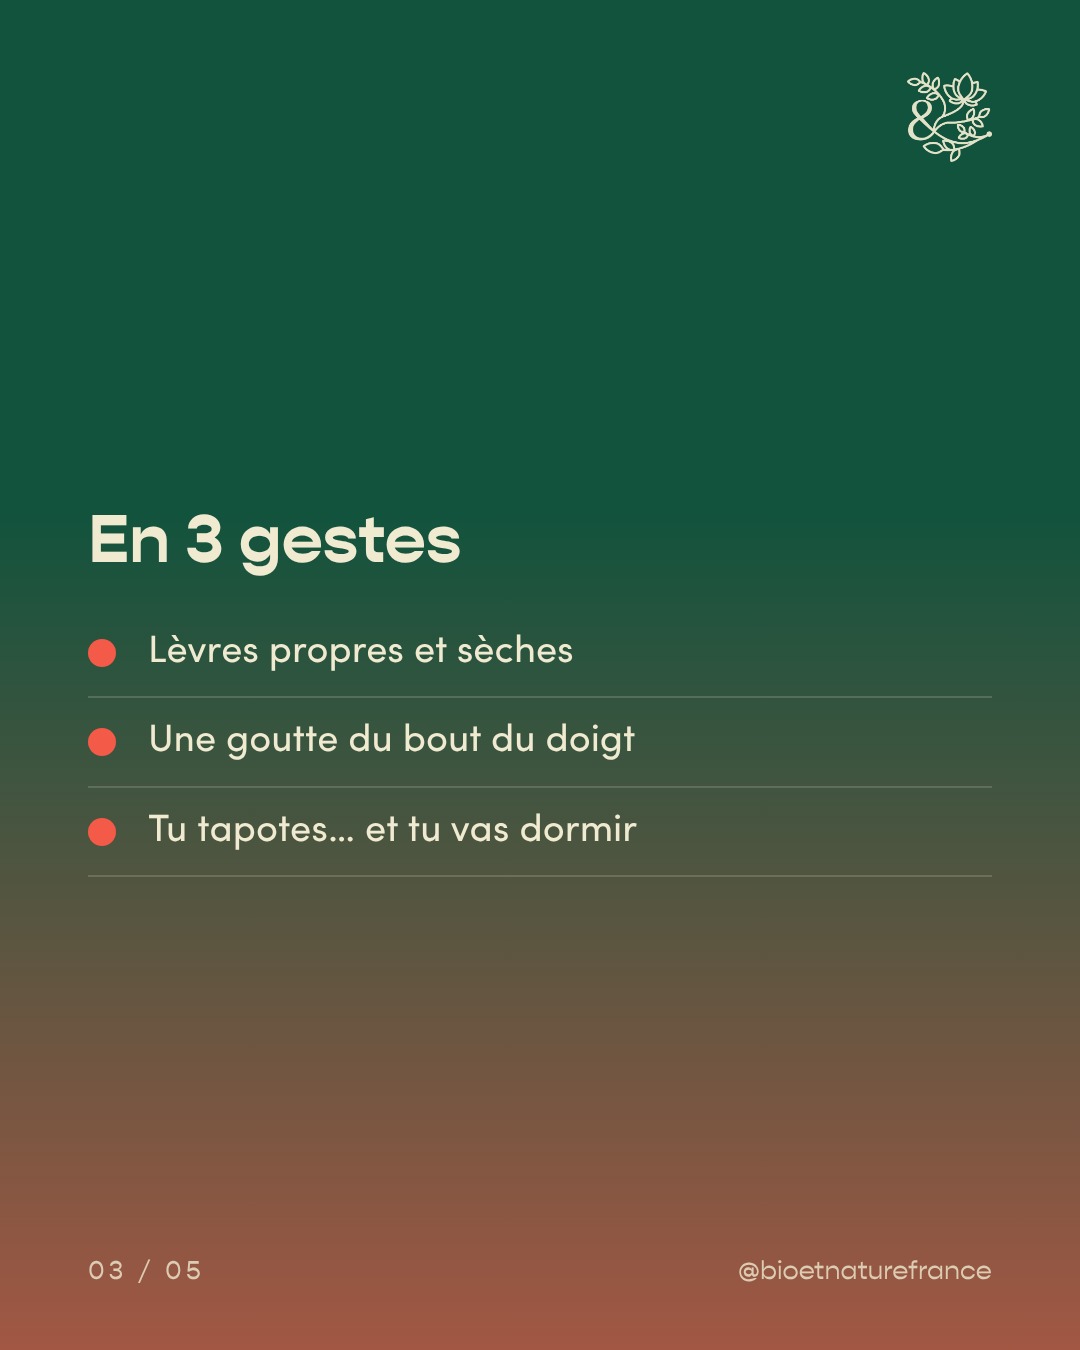 &
En 3 gestes
Lèvres propres et sèches
Une goutte du bout du doigt
Tu tapotes... et tu vas dormir
03 / 05
@bioetnaturefrance